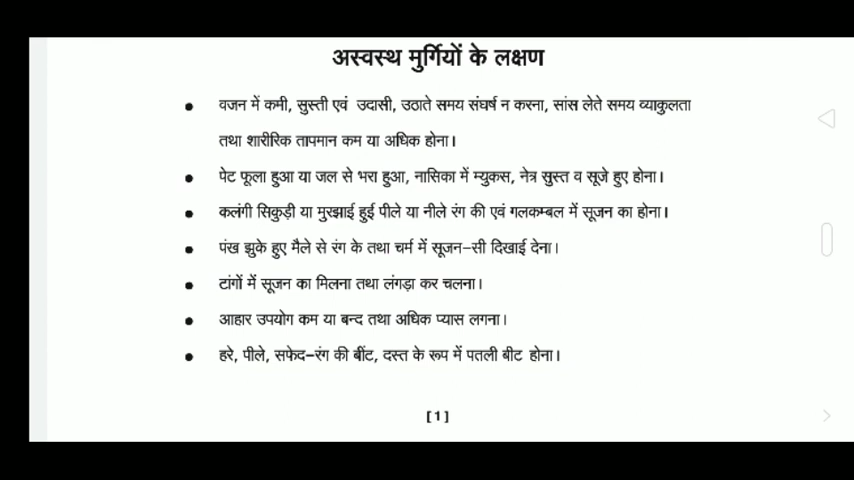 अस्वस्थ मुर्गियों के लक्षण
● वजन में कमी, सुस्ती एवं उदासी, उठाते समय संघर्ष न करना, सांस लेते समय व्याकुलता
तथा शारीरिक तापमान कम या अधिक होना।
● पेट फूला हुआ या जल से भरा हुआ, नासिका में म्युकस, नेत्र सुस्त व सूजे हुए होना।
● कलंगी सिकुड़ी या मुरझाई हुई पीले या नीले रंग की एवं गलकम्बल में सूजन का होना।
● पंख झुके हुए मैले से रंग के तथा चर्म में सूजन-सी दिखाई देना।
● टांगों में सूजन का मिलना तथा लंगड़ा कर चलना।
● आहार उपयोग कम या बन्द तथा अधिक प्यास लगना।
● हरे, पीले, सफेद-रंग की बींट, दस्त के रूप में पतली बीट होना।
[1]